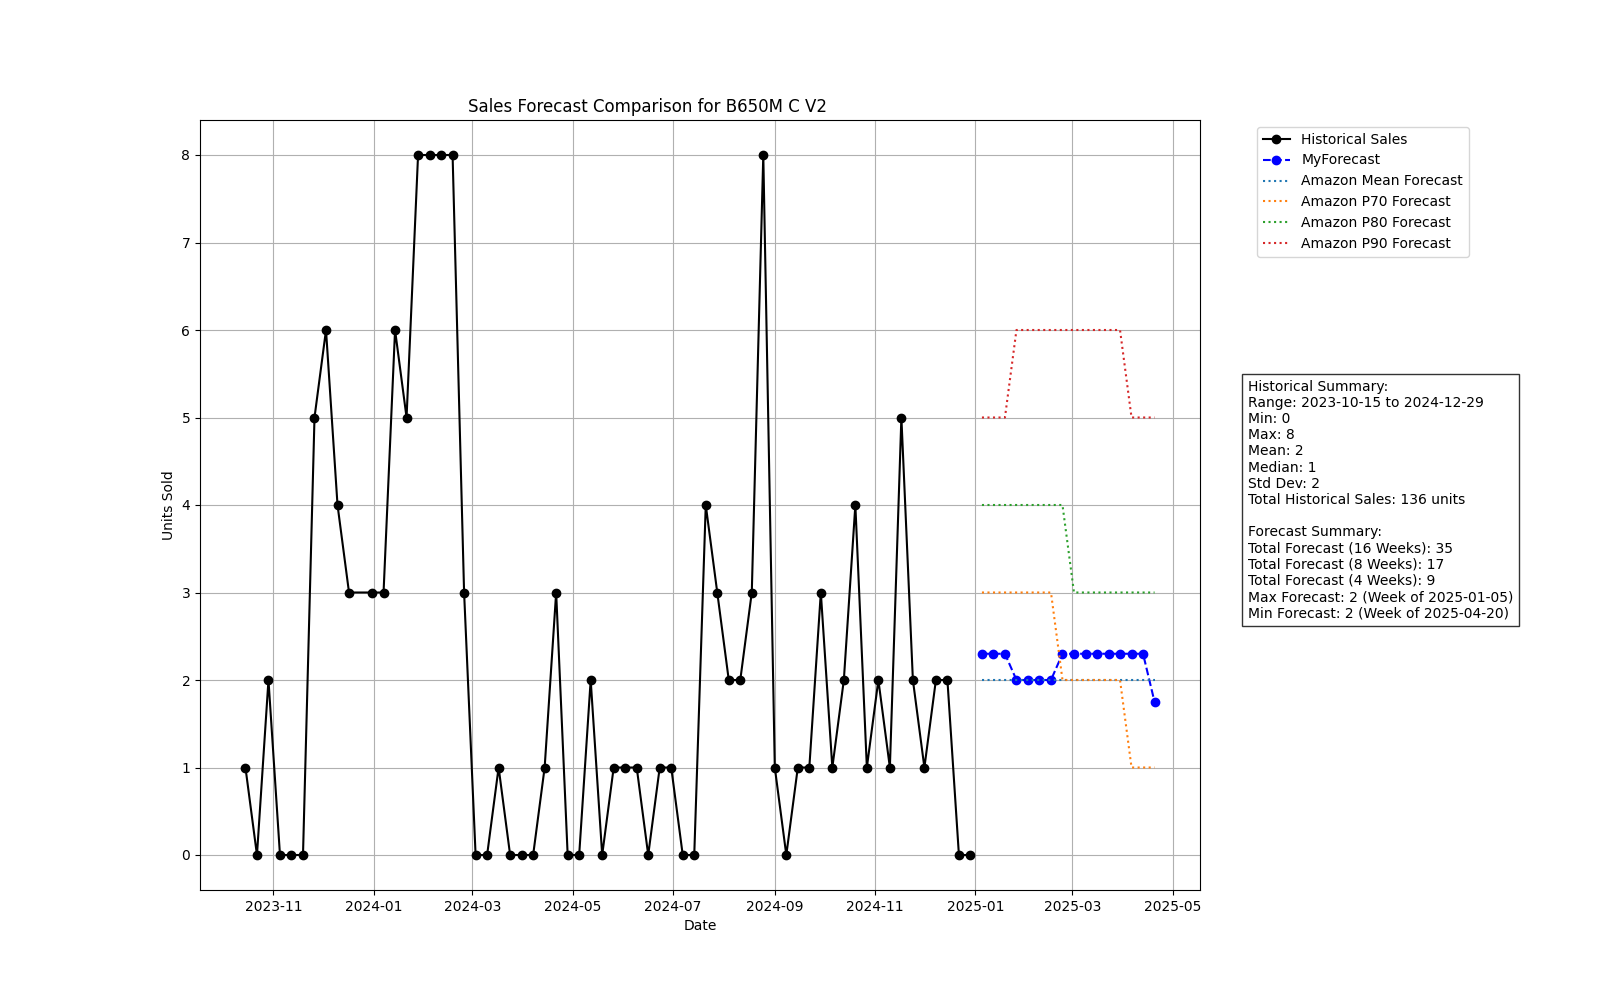 Sales Forecast Comparison for B650M C V2
Historical Sales
MyForecast
Amazon Mean Forecast
Amazon P70 Forecast
Amazon P80 Forecast
Amazon P90 Forecast
Units Sold
8
7
6
5
4
3
2
1
0
2023-11
2024-01
2024-03
2024-05
2024-07
2024-09
2024-11
2025-01
2025-03
2025-05
Date
Historical Summary:
Range: 2023-10-15 to 2024-12-29
Min: 0
Max: 8
Mean: 2
Median: 1
Std Dev: 2
Total Historical Sales: 136 units
Forecast Summary:
Total Forecast (16 Weeks): 35
Total Forecast (8 Weeks): 17
Total Forecast (4 Weeks): 9
Max Forecast: 2 (Week of 2025-01-05)
Min Forecast: 2 (Week of 2025-04-20)